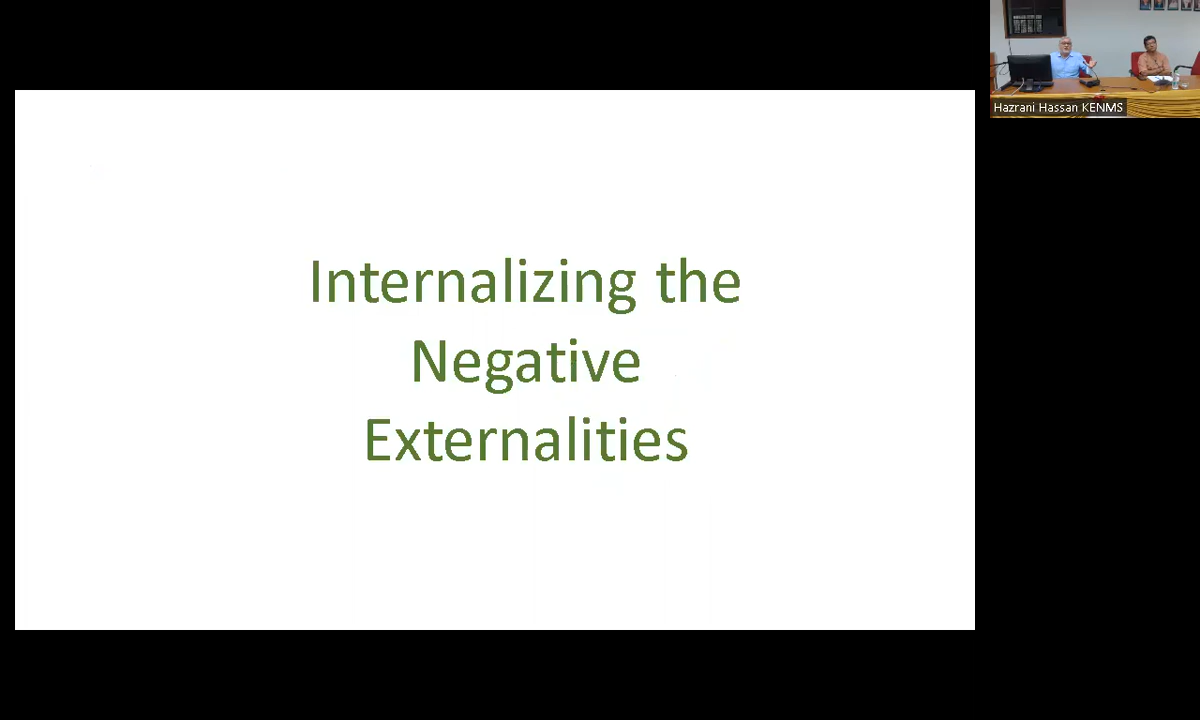 Internalizing the
Negative
Externalities
Hazrani Hassan KENMS